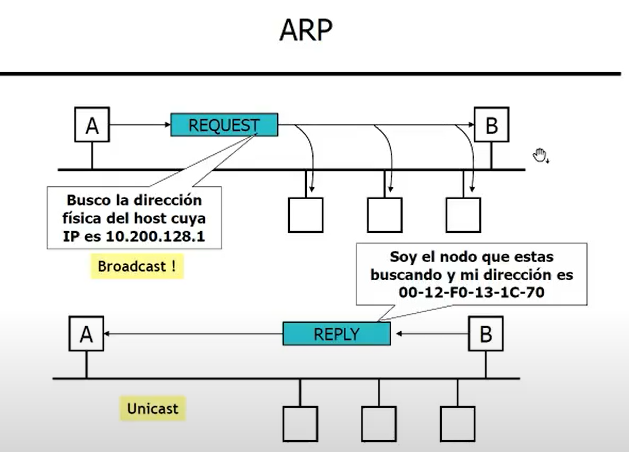 ARP
A
REQUEST
B
Busco la dirección
física del host cuya
IP es 10.200.128.1
Broadcast !
Soy el nodo que estas
buscando y mi dirección es
00-12-F0-13-1C-70
A
REPLY
B
Unicast